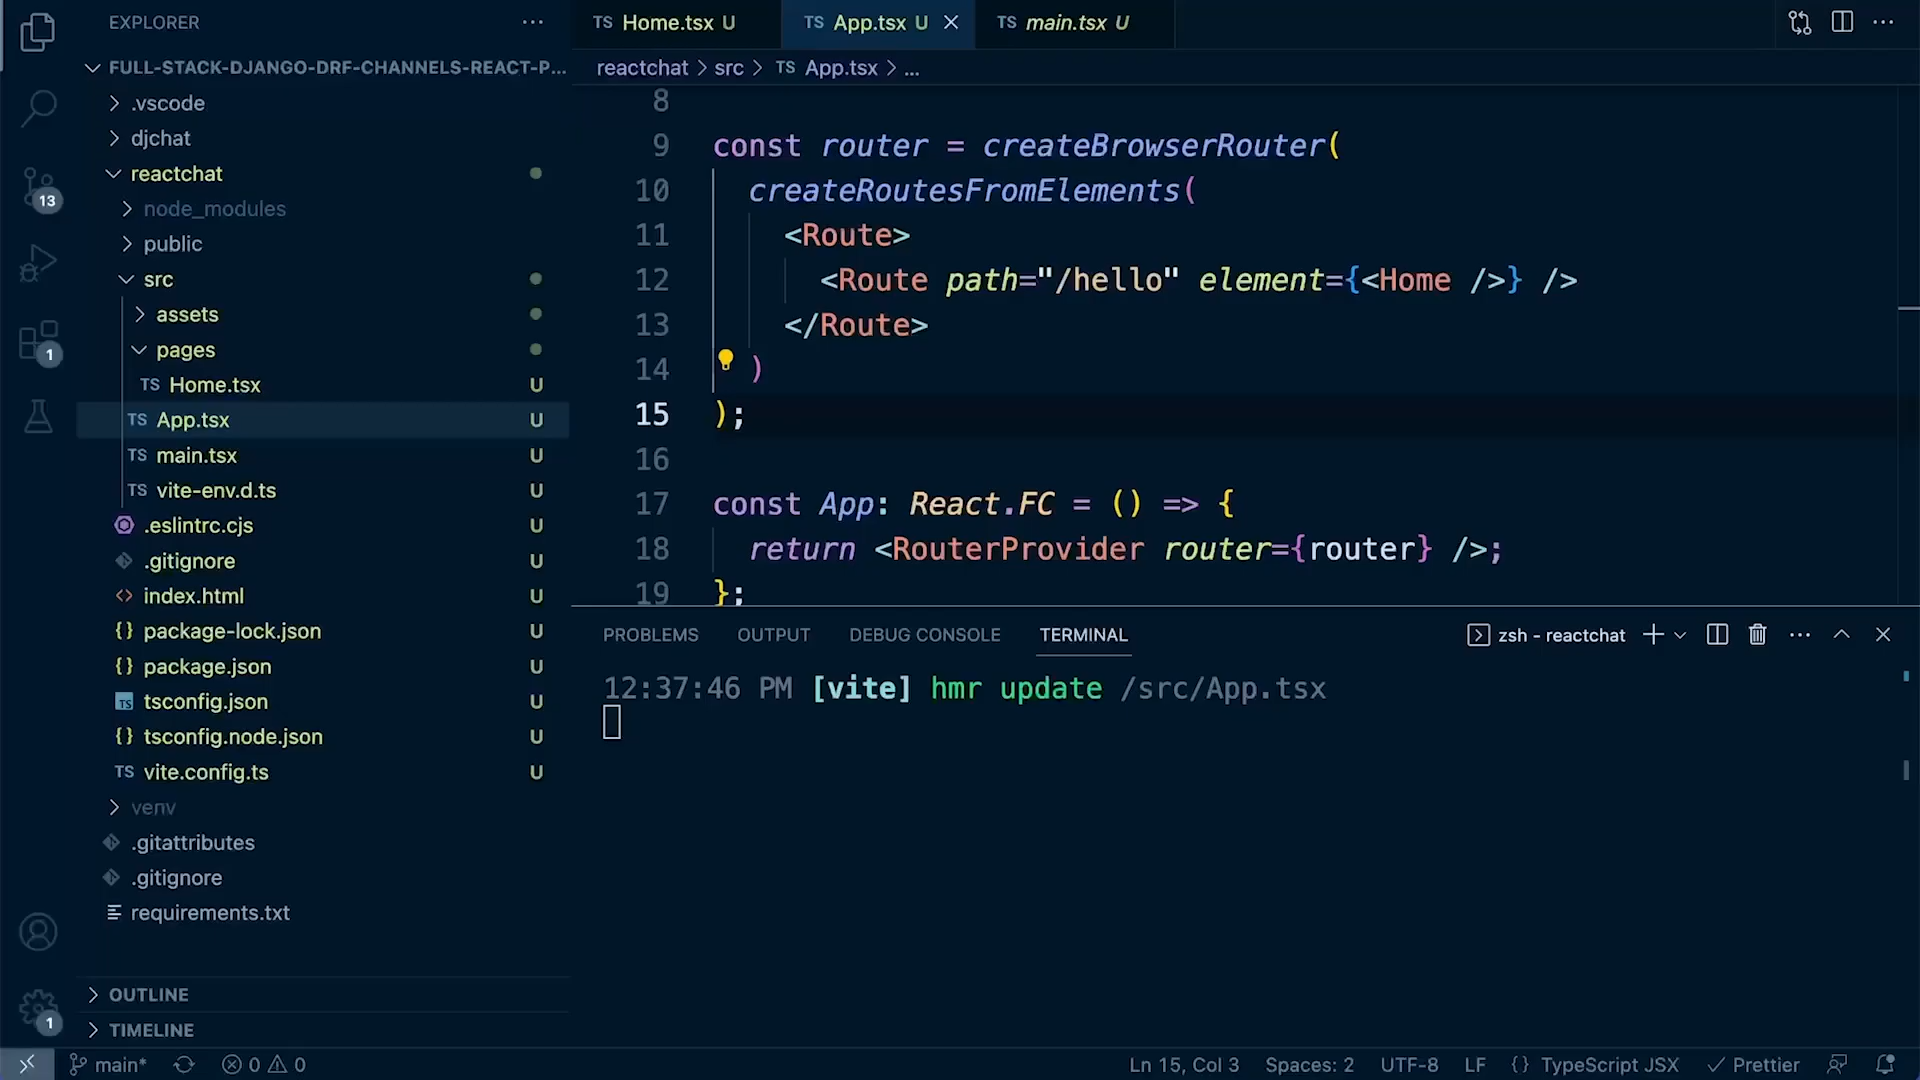 EXPLORER
FULL-STACK-DJANGO-DRF-CHANNELS-REACT-P...
.vscode
djchat
reactchat
node_modules
public
src
assets
pages
TS Home.tsx U
TS App.tsx U
TS main.tsx U
TS vite-env.d.ts U
.eslintrc.cjs U
.gitignore U
<> index.html U
{} package-lock.json U
{} package.json U
TS tsconfig.json U
{} tsconfig.node.json U
TS vite.config.ts U
venv
.gitattributes
.gitignore
requirements.txt
OUTLINE
TIMELINE
13
1
1
TS Home.tsx U
TS App.tsx U
TS main.tsx U
reactchat > src > TS App.tsx > ...
8
9 const router = createBrowserRouter(
10 createRoutesFromElements(
11 <Route>
12 <Route path="/hello" element={<Home />} />
13 </Route>
14 )
15 );
16
17 const App: React.FC = () => {
18 return <RouterProvider router={router} />;
19 };
PROBLEMS OUTPUT DEBUG CONSOLE TERMINAL zsh - reactchat
12:37:46 PM [vite] hmr update /src/App.tsx
main* 0 0 Ln 15, Col 3 Spaces: 2 UTF-8 LF {} TypeScript JSX Prettier